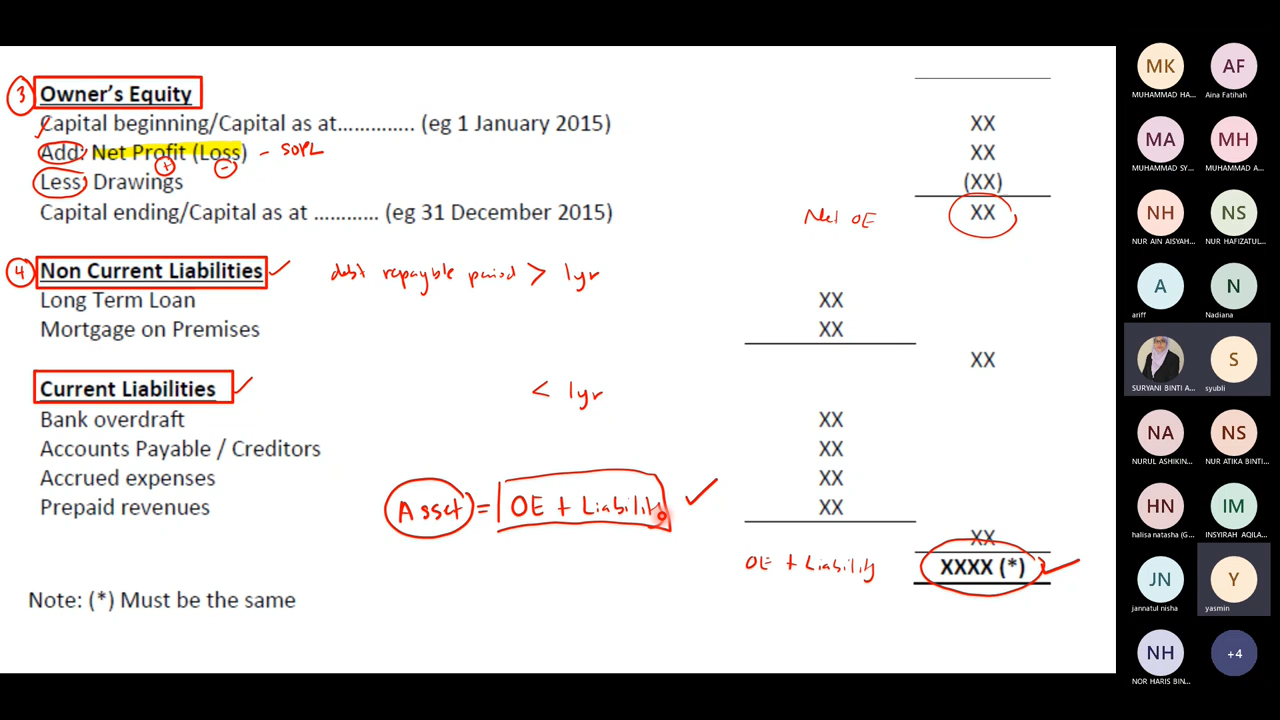 3 Owner's Equity
Capital beginning/Capital as at………….. (eg 1 January 2015) XX
Add: Net Profit (Loss) - SOPL XX
+ -
Less: Drawings (XX)
Capital ending/Capital as at ………… (eg 31 December 2015) Net OE XX
4 Non Current Liabilities debt repayable period > 1yr
Long Term Loan XX
Mortgage on Premises XX
XX
Current Liabilities < 1yr
Bank overdraft XX
Accounts Payable / Creditors XX
Accrued expenses XX
Prepaid revenues XX
Asset = OE + Liability
XX
OE + Liability XXXX (*)
Note: (*) Must be the same
MK
MUHAMMAD HA...
AF
Aina Fatihah
MA
MUHAMMAD SY...
MH
MUHAMMAD A...
NH
NUR AIN AISYAH...
NS
NUR HAFIZATUL...
A
ariff
N
Nadiana
SURYANI BINTI A...
S
syubli
NA
NURUL ASHIKIN...
NS
NUR ATIKA BINTI...
HN
halisa natasha (G...
IM
INSYIRAH AQILA...
JN
jannatul nisha
Y
yasmin
NH
NOR HARIS BIN...
+4